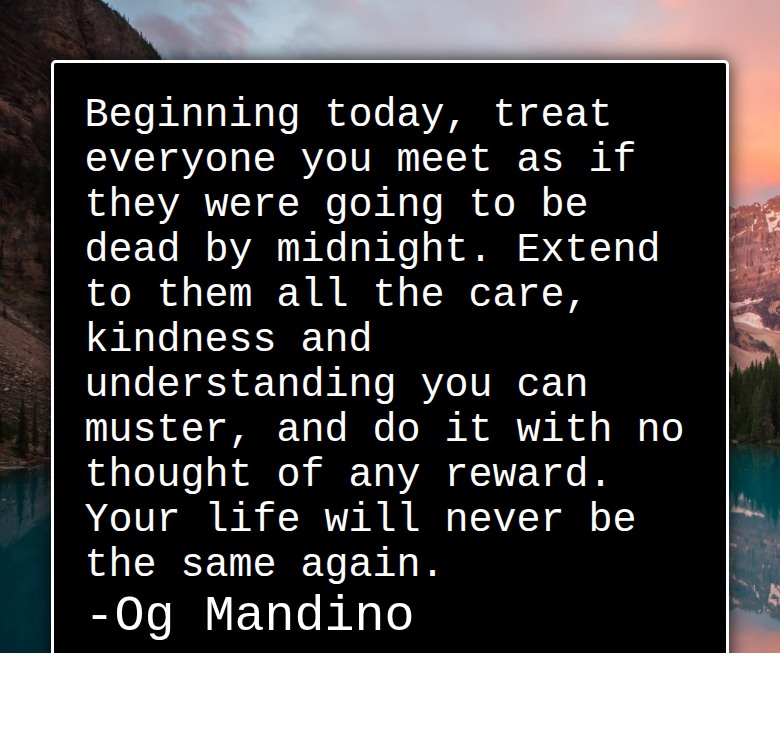 Beginning today, treat
everyone you meet as if
they were going to be
dead by midnight. Extend
to them all the care,
kindness and
understanding you can
muster, and do it with no
thought of any reward.
Your life will never be
the same again.
-Og Mandino